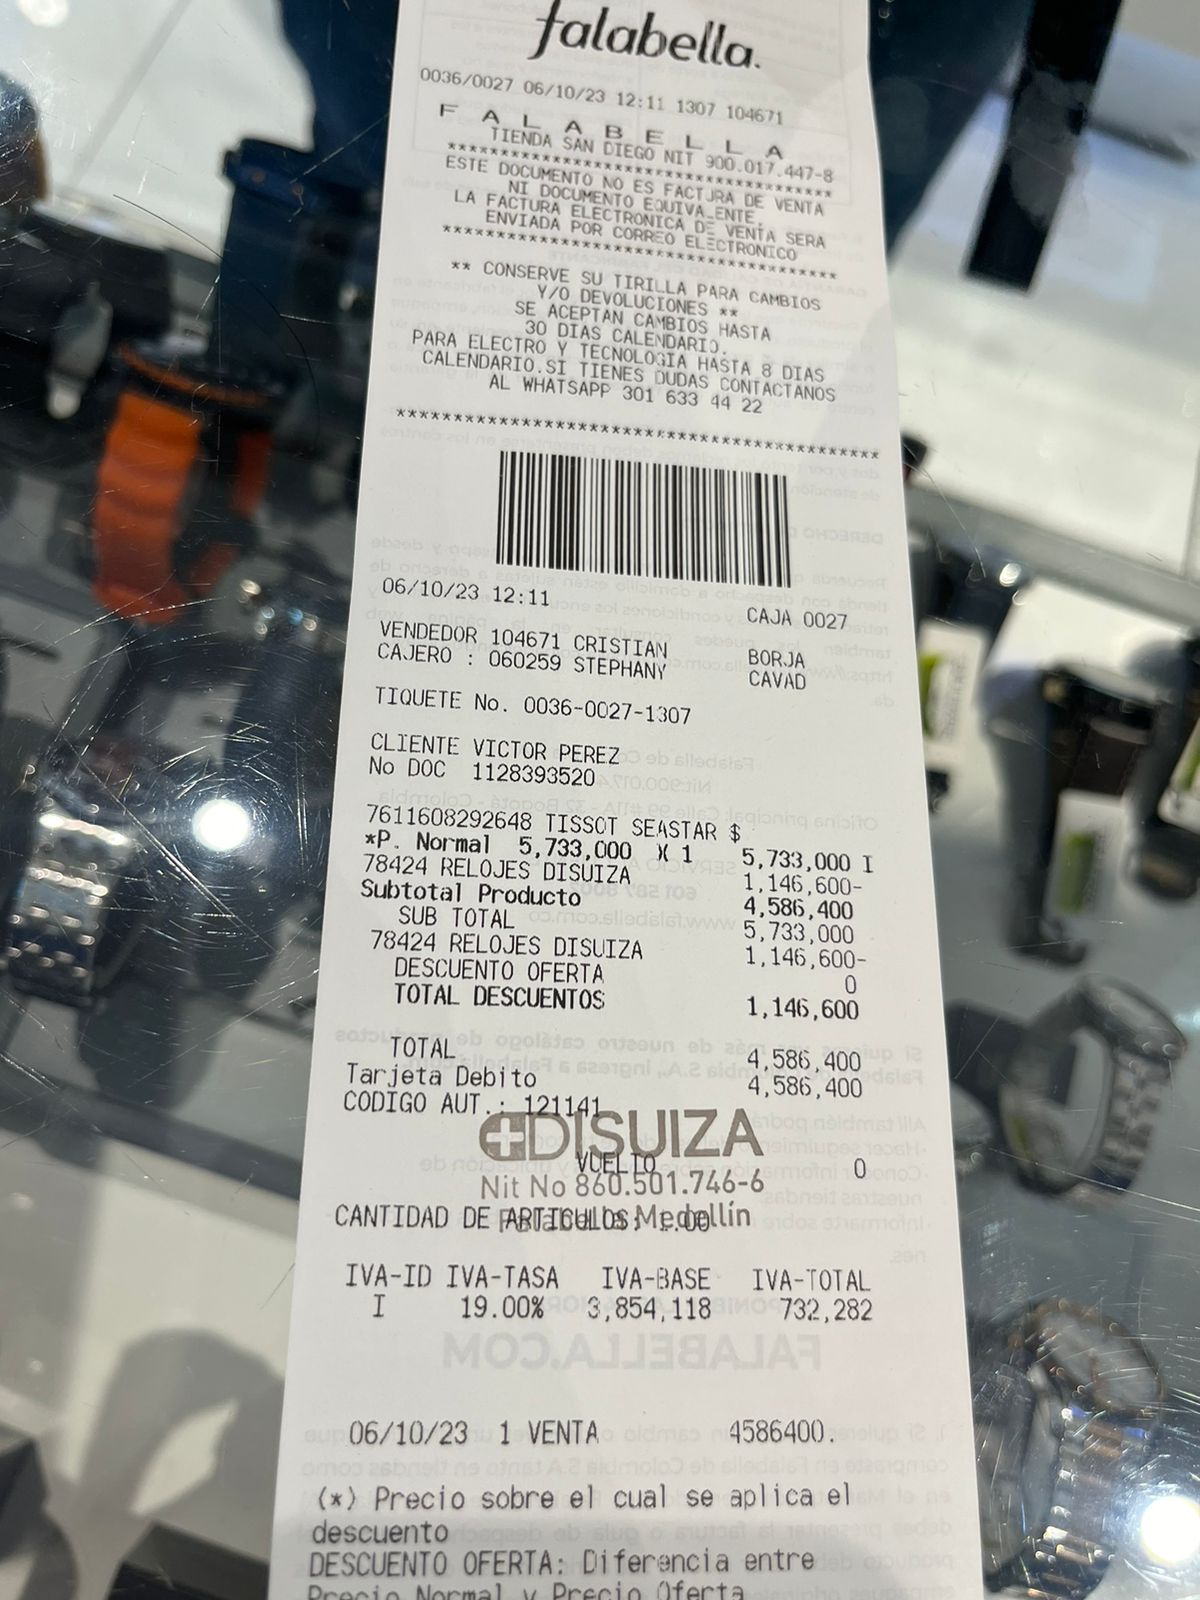 falabella.
0036/0027 06/10/23 12:11 1307 104671
F A L A B E L L A
TIENDA SAN DIEGO NIT 900.017.447-8
****************************************
ESTE DOCUMENTO NO ES FACTURA DE VENTA
NI DOCUMENTO EQUIVALENTE.
LA FACTURA ELECTRONICA DE VENTA SERA
ENVIADA POR CORREO ELECTRONICO
****************************************
** CONSERVE SU TIRILLA PARA CAMBIOS
Y/O DEVOLUCIONES **
SE ACEPTAN CAMBIOS HASTA
30 DIAS CALENDARIO.
PARA ELECTRO Y TECNOLOGIA HASTA 8 DIAS
CALENDARIO.SI TIENES DUDAS CONTACTANOS
AL WHATSAPP 301 633 44 22
****************************************
06/10/23 12:11 CAJA 0027
VENDEDOR 104671 CRISTIAN BORJA
CAJERO : 060259 STEPHANY CAVAD
TIQUETE No. 0036-0027-1307
CLIENTE VICTOR PEREZ
No DOC 1128393520
7611608292648 TISSOT SEASTAR $
*P. Normal 5,733,000 X 1 5,733,000 I
78424 RELOJES DISUIZA 1,146,600-
Subtotal Producto 4,586,400
SUB TOTAL 5,733,000
78424 RELOJES DISUIZA 1,146,600-
DESCUENTO OFERTA 0
TOTAL DESCUENTOS 1,146,600
TOTAL 4,586,400
Tarjeta Debito 4,586,400
CODIGO AUT.: 121141
DISUIZA
VUELTO 0
Nit No 860.501.746-6
CANTIDAD DE ARTICULOS: 1.00
Falabella Medellín
IVA-ID IVA-TASA IVA-BASE IVA-TOTAL
I 19.00% 3,854,118 732,282
06/10/23 1 VENTA 4586400.
(*) Precio sobre el cual se aplica el
descuento
DESCUENTO OFERTA: Diferencia entre
Precio Normal y Precio Oferta